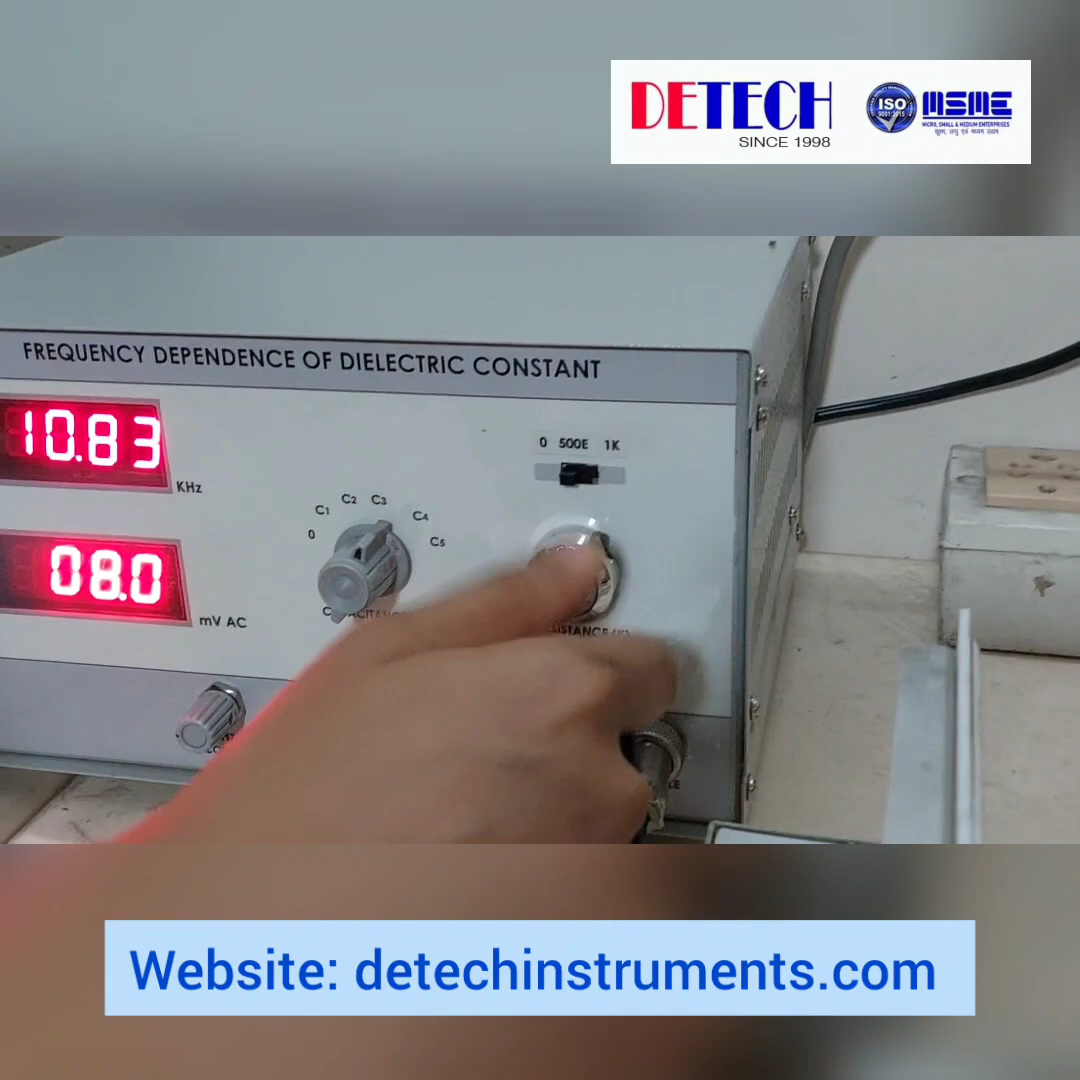 DETECH
SINCE 1998
ISO
9001:2015
MSME
MICRO, SMALL & MEDIUM ENTERPRISES
सूक्ष्म, लघु एवं मध्यम उद्यम
FREQUENCY DEPENDENCE OF DIELECTRIC CONSTANT
10.83
KHz
08.0
mV AC
0 C1 C2 C3 C4 C5
0 500E 1K
Website: detechinstruments.com